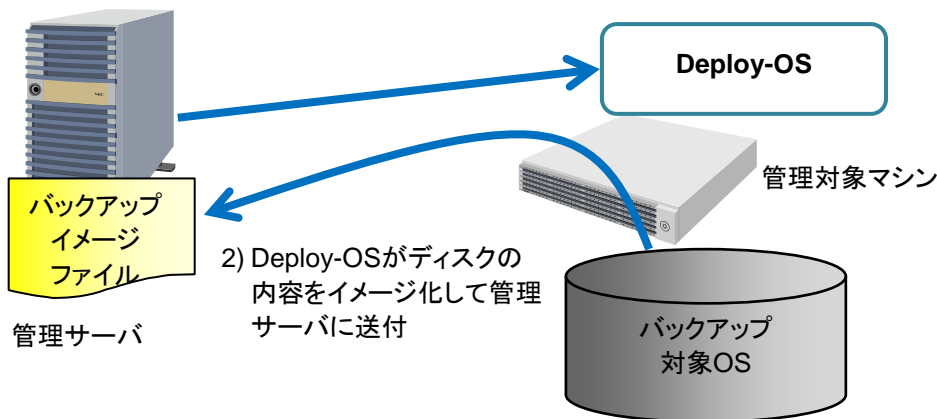 Deploy-OS
管理対象マシン
バックアップ
イメージ
ファイル
2) Deploy-OSがディスクの
内容をイメージ化して管理
サーバに送付
管理サーバ
バックアップ
対象OS